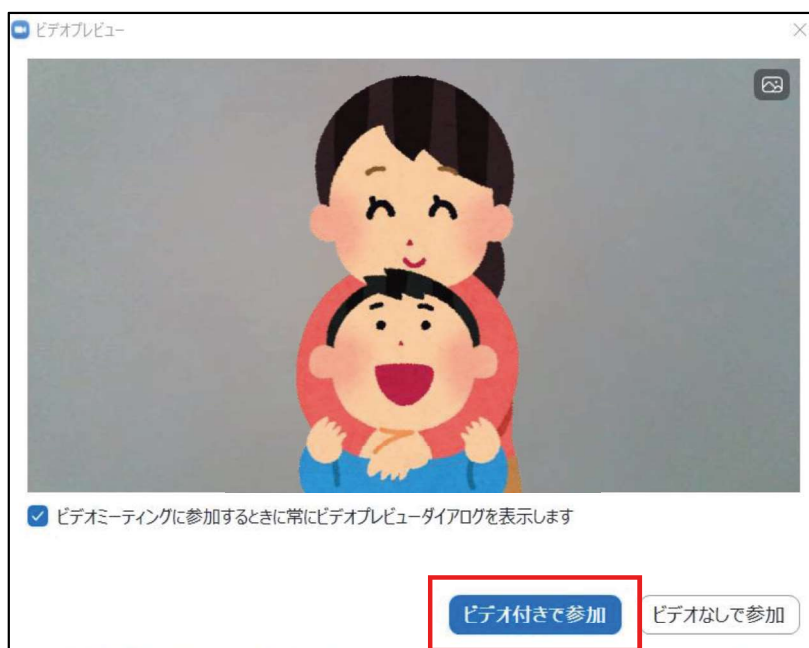 ビデオプレビュー
ビデオミーティングに参加するときに常にビデオプレビューダイアログを表示します
ビデオ付きで参加 ビデオなしで参加